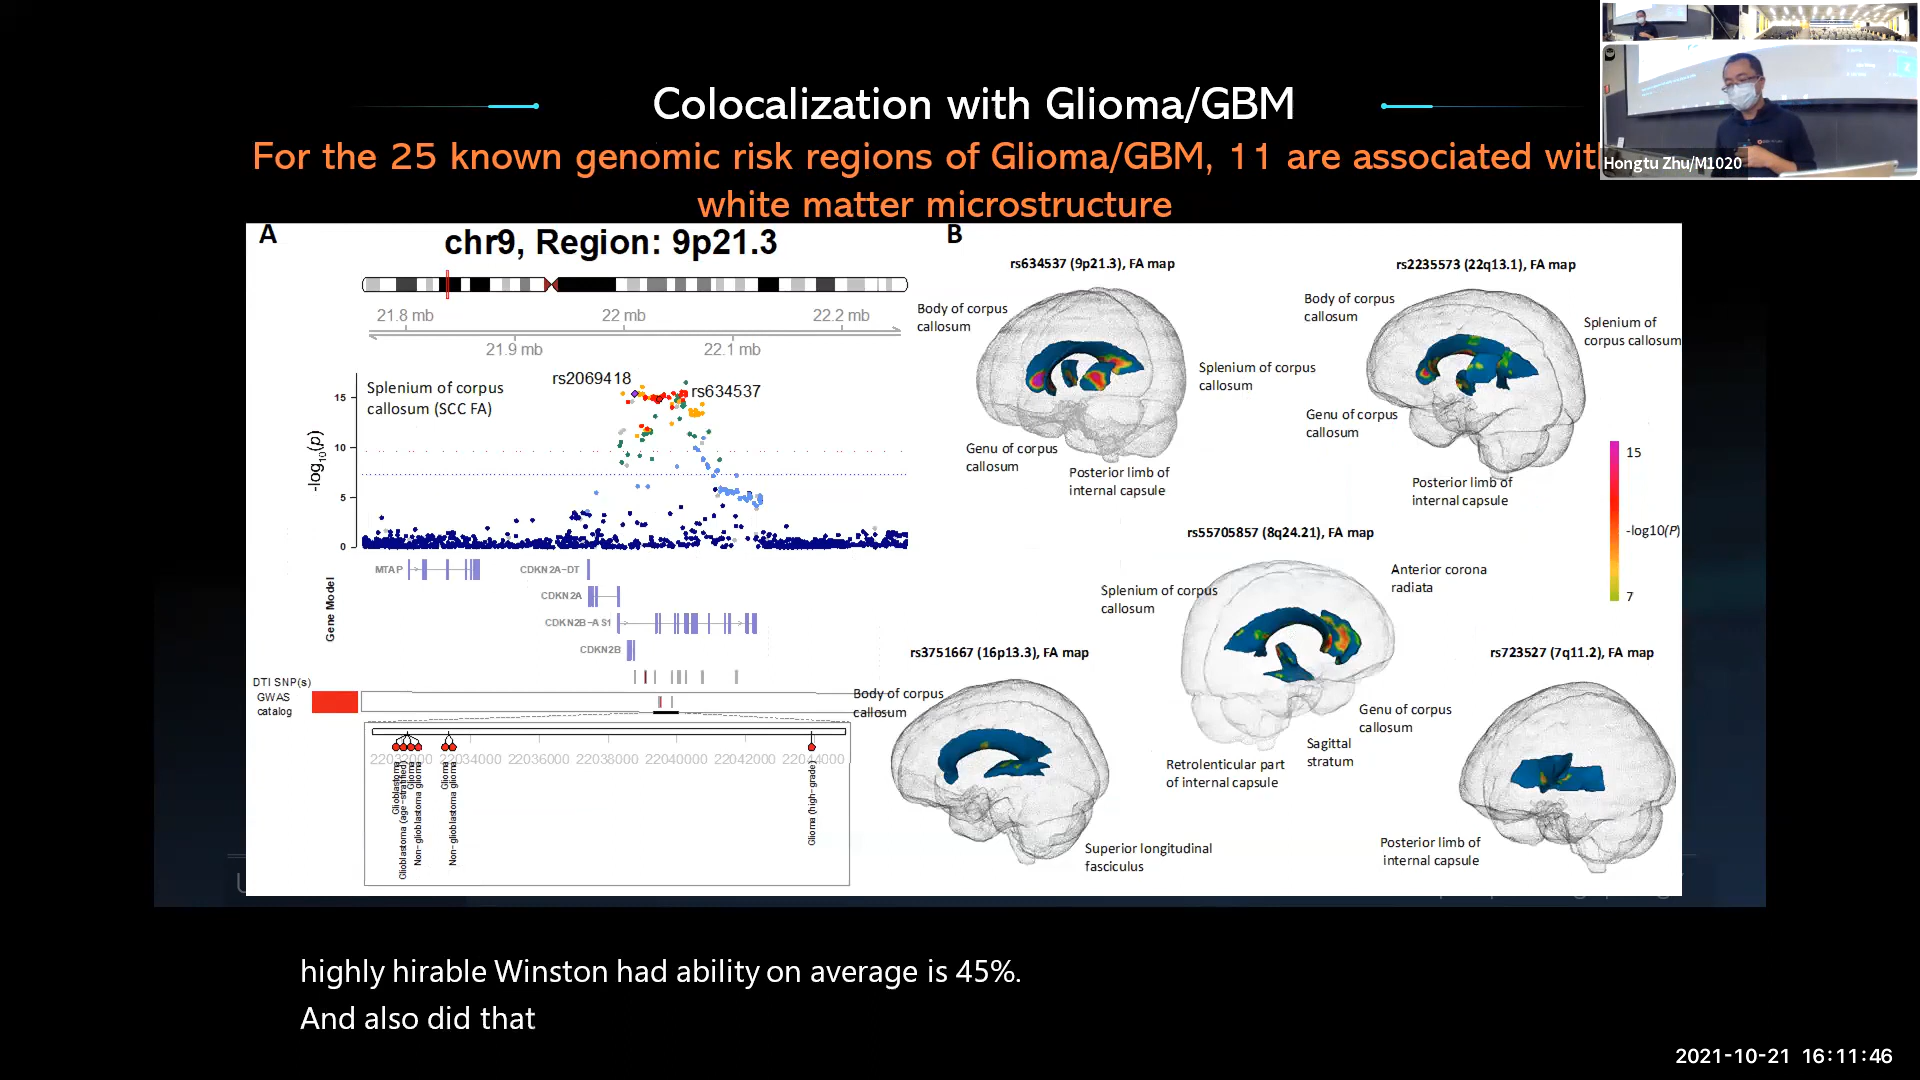 Colocalization with Glioma/GBM
For the 25 known genomic risk regions of Glioma/GBM, 11 are associated wit
white matter microstructure
Hongtu Zhu/M1020
A
chr9, Region: 9p21.3
21.8 mb
22 mb
22.2 mb
21.9 mb
22.1 mb
Splenium of corpus
callosum (SCC FA)
rs2069418
rs634537
-log10(p)
15
10
5
0
Gene Model
MTAP
CDKN2A-DT
CDKN2A
CDKN2B-AS1
CDKN2B
DTI SNP(s)
GWAS
catalog
22032000
22034000
22036000
22038000
22040000
22042000
22044000
Glioblastoma
Glioblastoma (age-stratified)
Glioma
Non-glioblastoma glioma
Glioma
Non-glioblastoma glioma
Glioma (high-grade)
B
rs634537 (9p21.3), FA map
Body of corpus
callosum
Splenium of corpus
callosum
Genu of corpus
callosum
Posterior limb of
internal capsule
rs2235573 (22q13.1), FA map
Body of corpus
callosum
Splenium of
corpus callosum
Genu of corpus
callosum
Posterior limb of
internal capsule
15
-log10(P)
7
rs55705857 (8q24.21), FA map
Splenium of corpus
callosum
Anterior corona
radiata
Genu of corpus
callosum
Sagittal
stratum
Retrolenticular part
of internal capsule
rs3751667 (16p13.3), FA map
Body of corpus
callosum
Superior longitudinal
fasciculus
rs723527 (7q11.2), FA map
Posterior limb of
internal capsule
highly hirable Winston had ability on average is 45%.
And also did that
2021-10-21 16:11:46